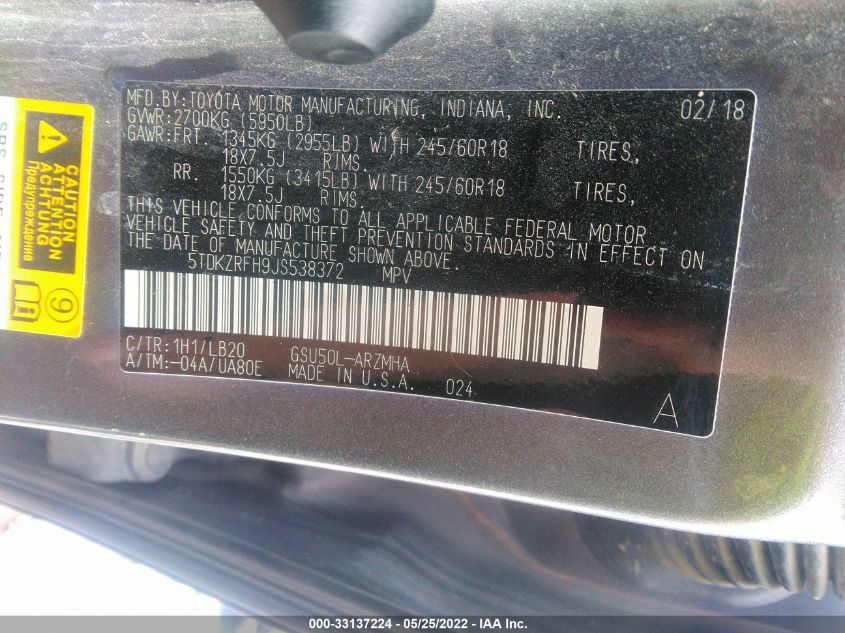 MFD.BY:TOYOTA MOTOR MANUFACTURING, INDIANA, INC. 02/18
GVWR:2700KG (5950LB)
GAWR:FRT. 1345KG (2955LB) WITH 245/60R18 TIRES,
18X7.5J RIMS.
RR. 1550KG (3415LB) WITH 245/60R18 TIRES,
18X7.5J RIMS.
THIS VEHICLE CONFORMS TO ALL APPLICABLE FEDERAL MOTOR
VEHICLE SAFETY AND THEFT PREVENTION STANDARDS IN EFFECT ON
THE DATE OF MANUFACTURE SHOWN ABOVE.
5TDKZRFH9JS538372 MPV
C/TR:1H1/LB20 GSU50L-ARZMHA
A/TM:-04A/UA80E MADE IN U.S.A. 024
A
CAUTION
ATTENTION
ACHTUNG
Предупреждение
9
000-33137224 - 05/25/2022 - IAA Inc.